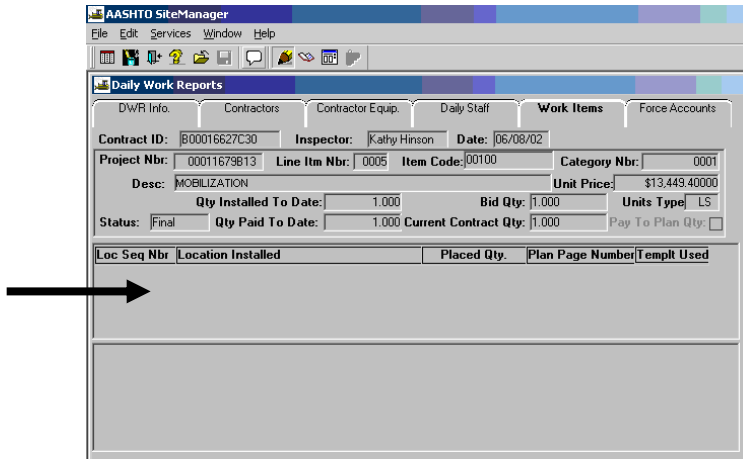 AASHTO SiteManager
File Edit Services Window Help
Daily Work Reports
DWR Info. Contractors Contractor Equip. Daily Staff Work Items Force Accounts
Contract ID: B00016627C30 Inspector: Kathy Hinson Date: 06/08/02
Project Nbr: 00011679B13 Line Itm Nbr: 0005 Item Code: 00100 Category Nbr: 0001
Desc: MOBILIZATION Unit Price: $13,449.40000
Qty Installed To Date: 1.000 Bid Qty: 1.000 Units Type LS
Status: Final Qty Paid To Date: 1.000 Current Contract Qty: 1.000 Pay To Plan Qty:
Loc Seq Nbr Location Installed Placed Qty. Plan Page Number Templt Used